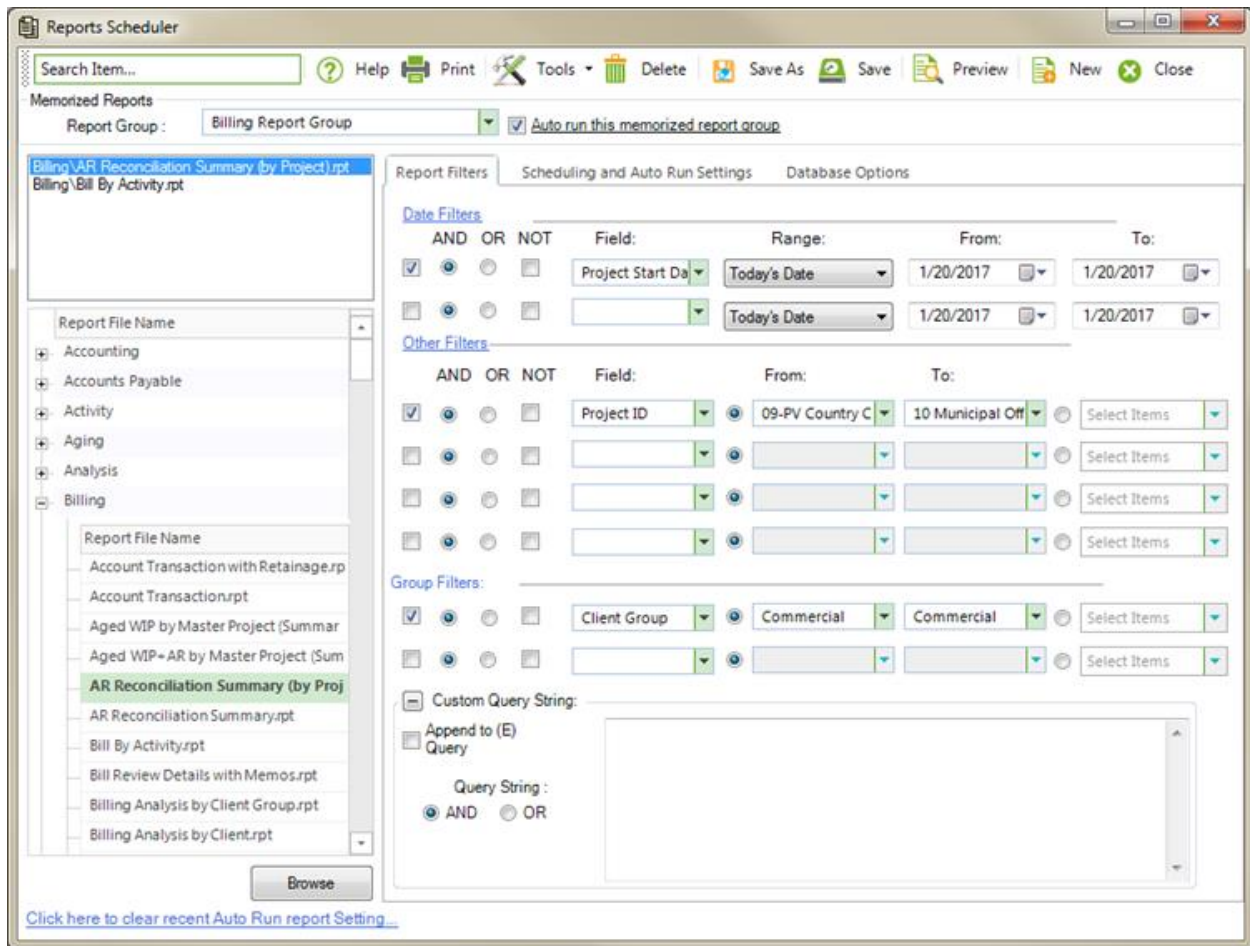 Reports Scheduler
Search Item... Help Print Tools Delete Save As Save Preview New Close
Memorized Reports
Report Group : Billing Report Group Auto run this memorized report group
Billing\AR Reconciliation Summary (by Project).rpt
Billing\Bill By Activity.rpt
Report File Name
Accounting
Accounts Payable
Activity
Aging
Analysis
Billing
Report File Name
Account Transaction with Retainage.rp
Account Transaction.rpt
Aged WIP by Master Project (Summar
Aged WIP+AR by Master Project (Sum
AR Reconciliation Summary (by Proj
AR Reconciliation Summary.rpt
Bill By Activity.rpt
Bill Review Details with Memos.rpt
Billing Analysis by Client Group.rpt
Billing Analysis by Client.rpt
Browse
Click here to clear recent Auto Run report Setting...
Report Filters Scheduling and Auto Run Settings Database Options
Date Filters
AND OR NOT Field: Range: From: To:
Project Start Da Today's Date 1/20/2017 1/20/2017
Today's Date 1/20/2017 1/20/2017
Other Filters
AND OR NOT Field: From: To:
Project ID 09-PV Country C 10 Municipal Off Select Items
Select Items
Select Items
Select Items
Group Filters:
Client Group Commercial Commercial Select Items
Select Items
Custom Query String:
Append to (E)
Query
Query String :
AND OR